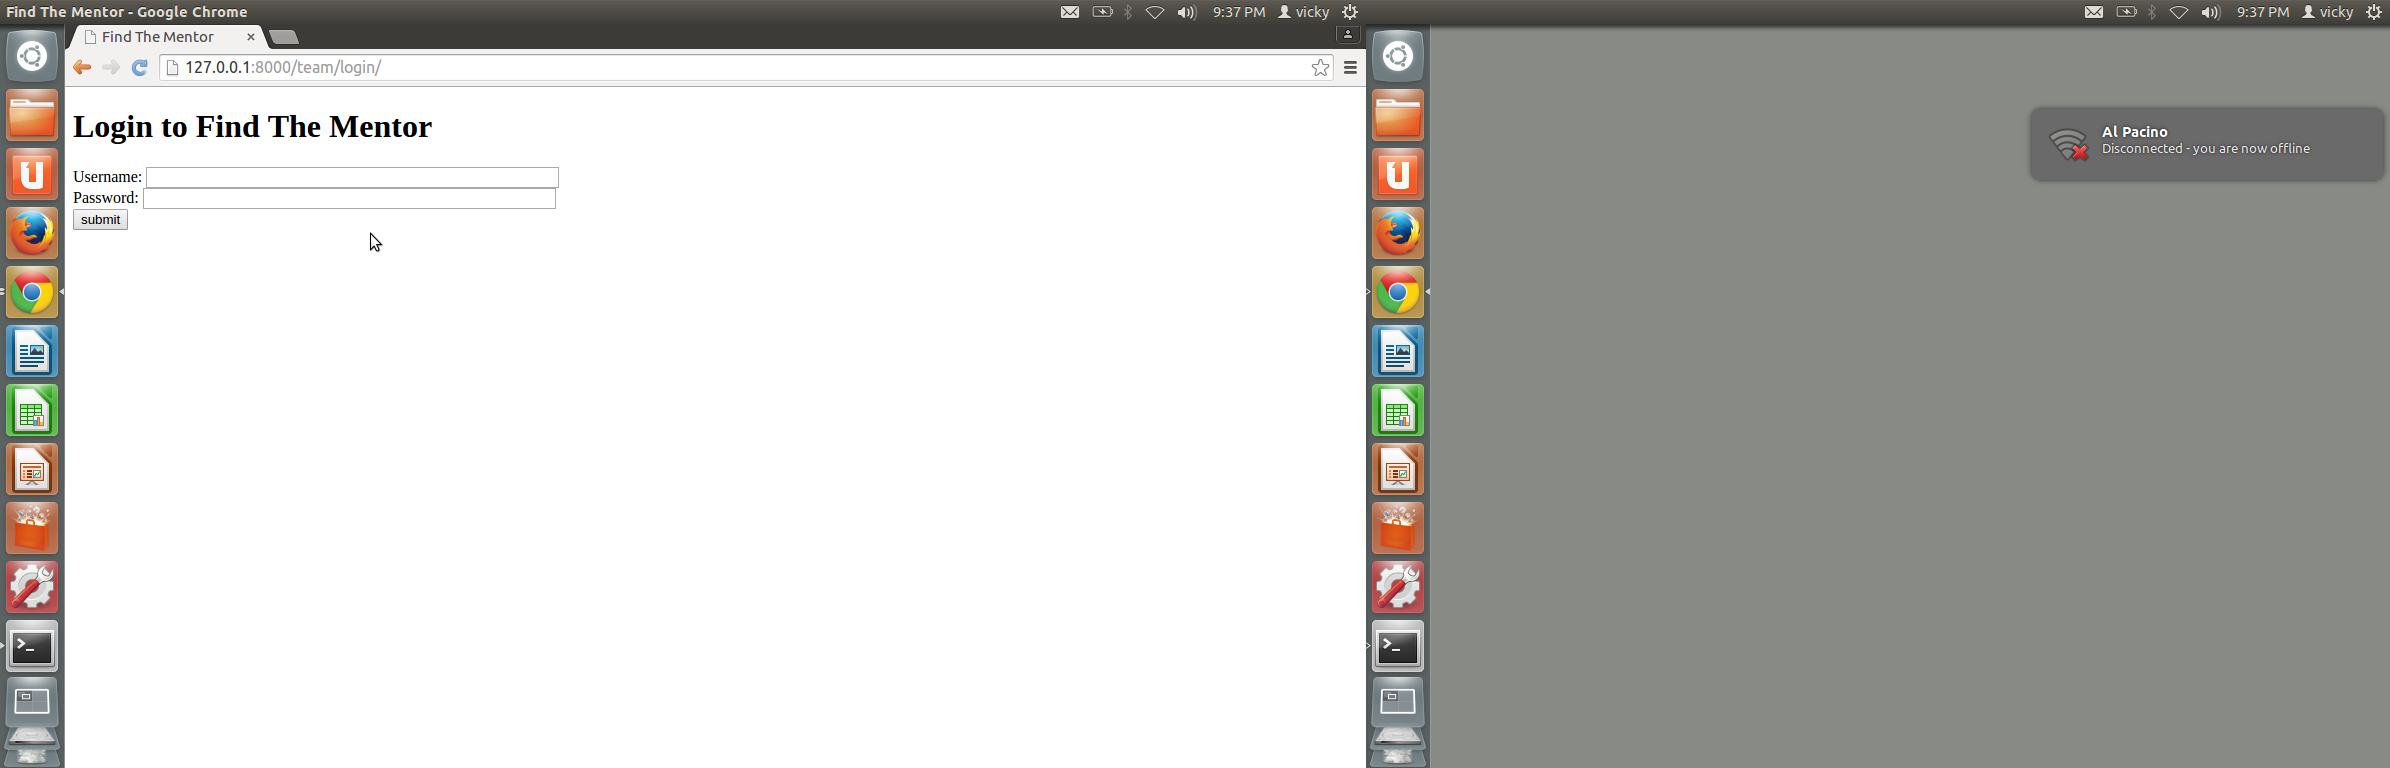 Find The Mentor - Google Chrome
9:37 PM vicky
9:37 PM vicky
Find The Mentor
127.0.0.1:8000/team/login/
Login to Find The Mentor
Username:
Password:
submit
Al Pacino
Disconnected - you are now offline